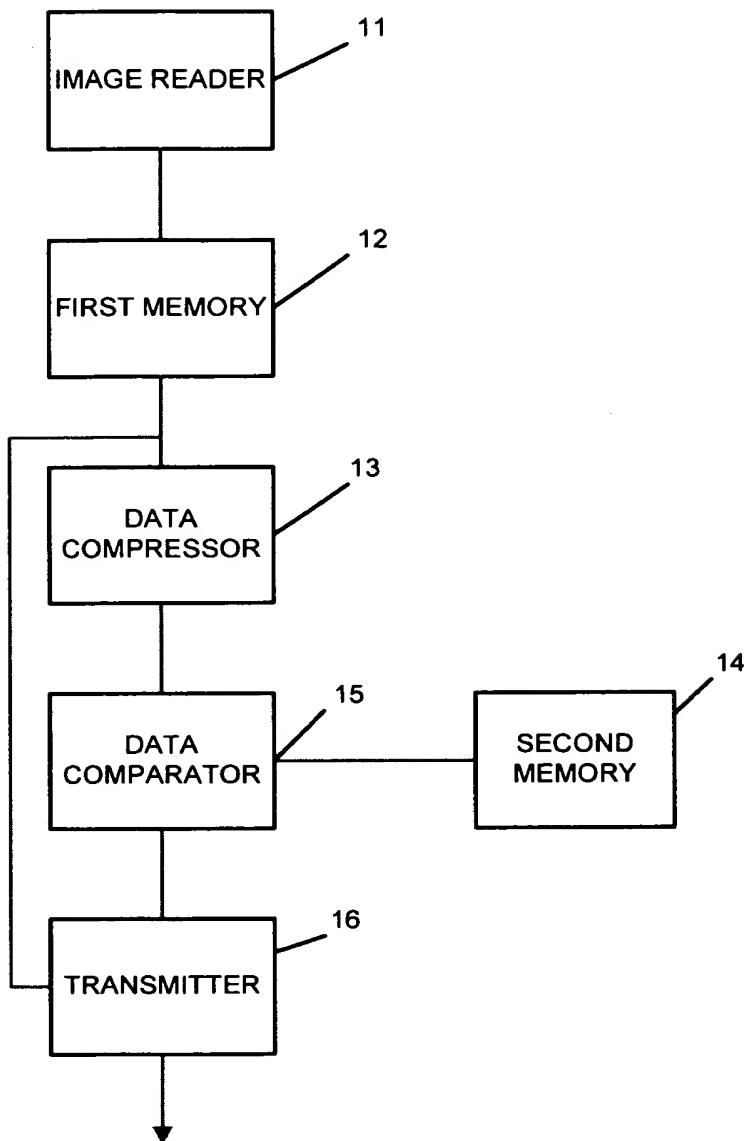 11
IMAGE READER
12
FIRST MEMORY
13
DATA
COMPRESSOR
14
15
DATA
COMPARATOR
SECOND
MEMORY
16
TRANSMITTER